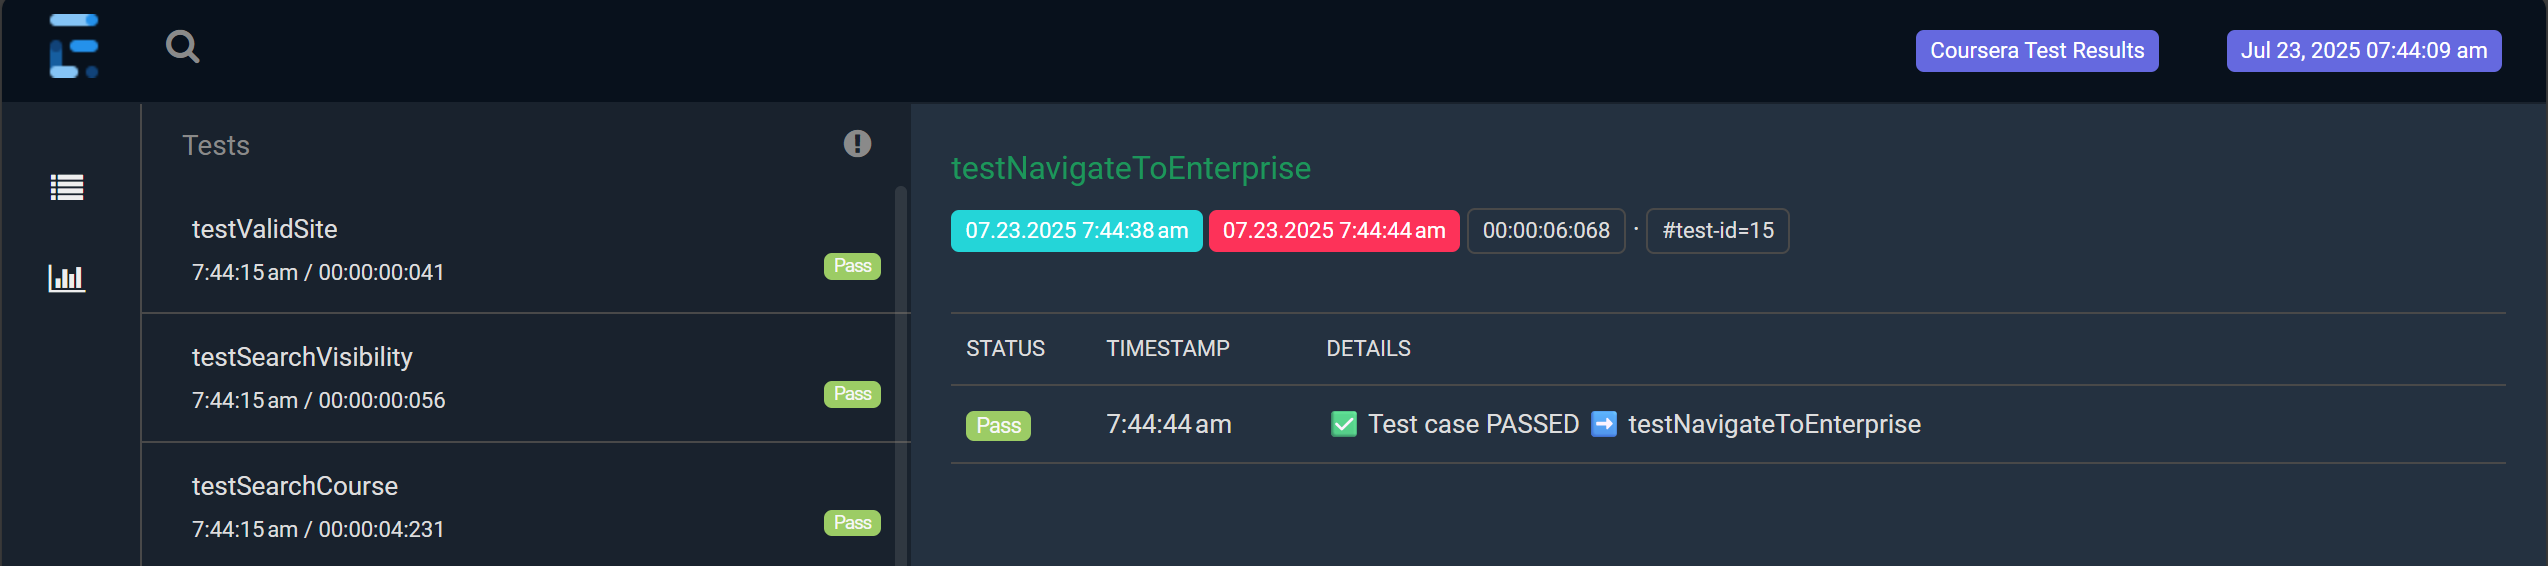 Coursera Test Results
Jul 23, 2025 07:44:09 am
Tests
testValidSite
7:44:15 am / 00:00:00:041
Pass
testSearchVisibility
7:44:15 am / 00:00:00:056
Pass
testSearchCourse
7:44:15 am / 00:00:04:231
Pass
testNavigateToEnterprise
07.23.2025 7:44:38 am 07.23.2025 7:44:44 am 00:00:06:068 · #test-id=15
STATUS TIMESTAMP DETAILS
Pass 7:44:44 am ✅ Test case PASSED ➡️ testNavigateToEnterprise